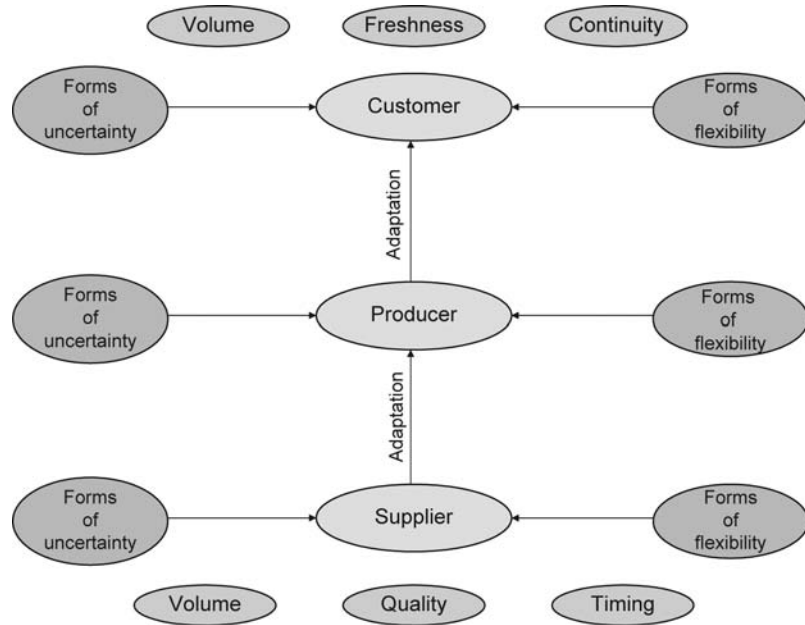 Volume
Freshness
Continuity
Forms
of
uncertainty
Customer
Forms
of
flexibility
Adaptation
Forms
of
uncertainty
Producer
Forms
of
flexibility
Adaptation
Forms
of
uncertainty
Supplier
Forms
of
flexibility
Volume
Quality
Timing